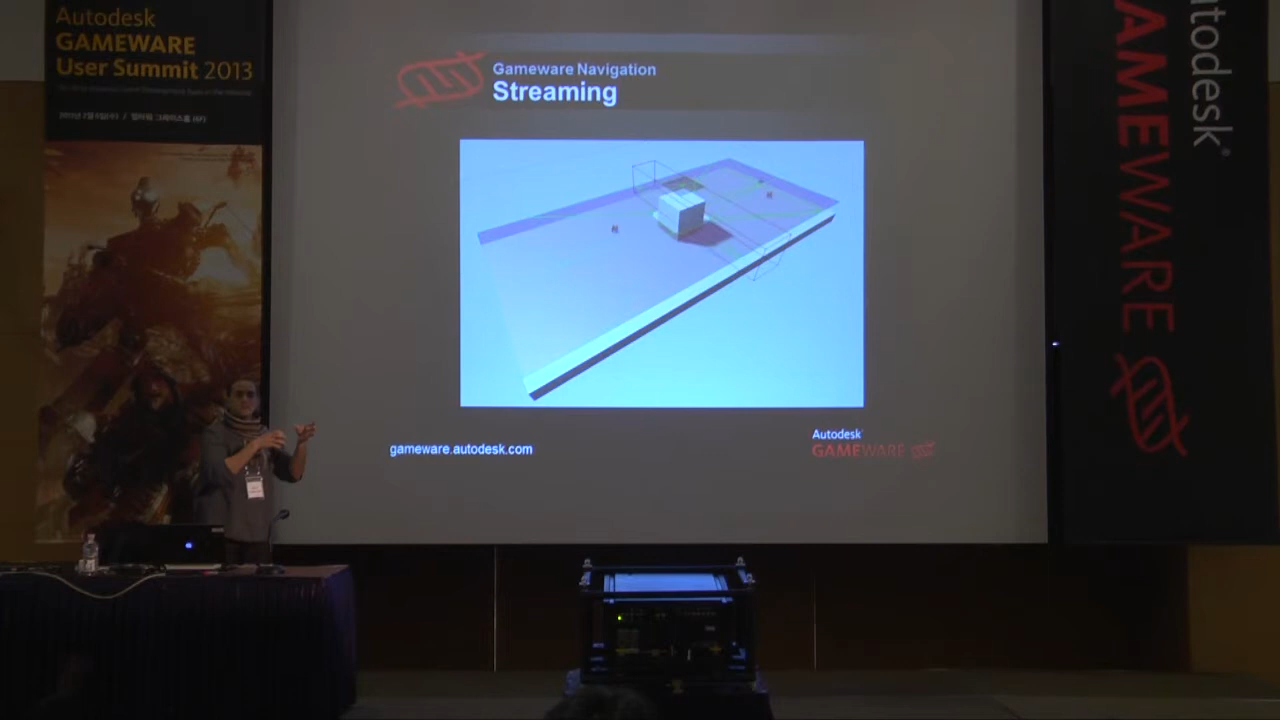 Autodesk
GAMEWARE
User Summit 2013
Gameware Navigation
Streaming
gameware.autodesk.com
Autodesk
GAMEWARE
Autodesk®
GAMEWARE